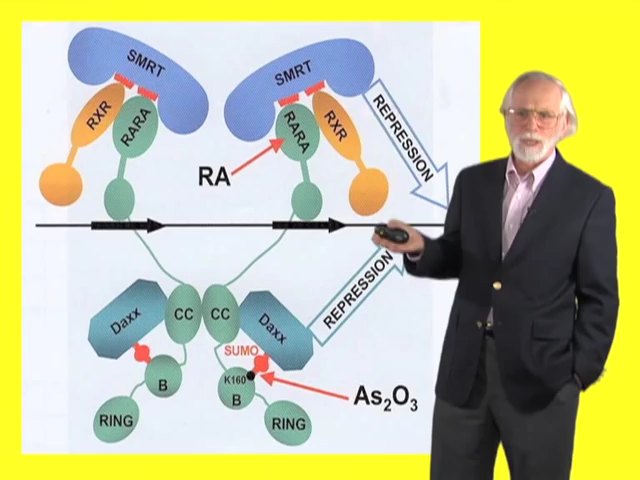 SMRT
SMRT
RXR
RARA
RARA
RXR
REPRESSION
RA
REPRESSION
Daxx
CC
CC
Daxx
SUMO
B
K160
B
As₂O₃
RING
RING